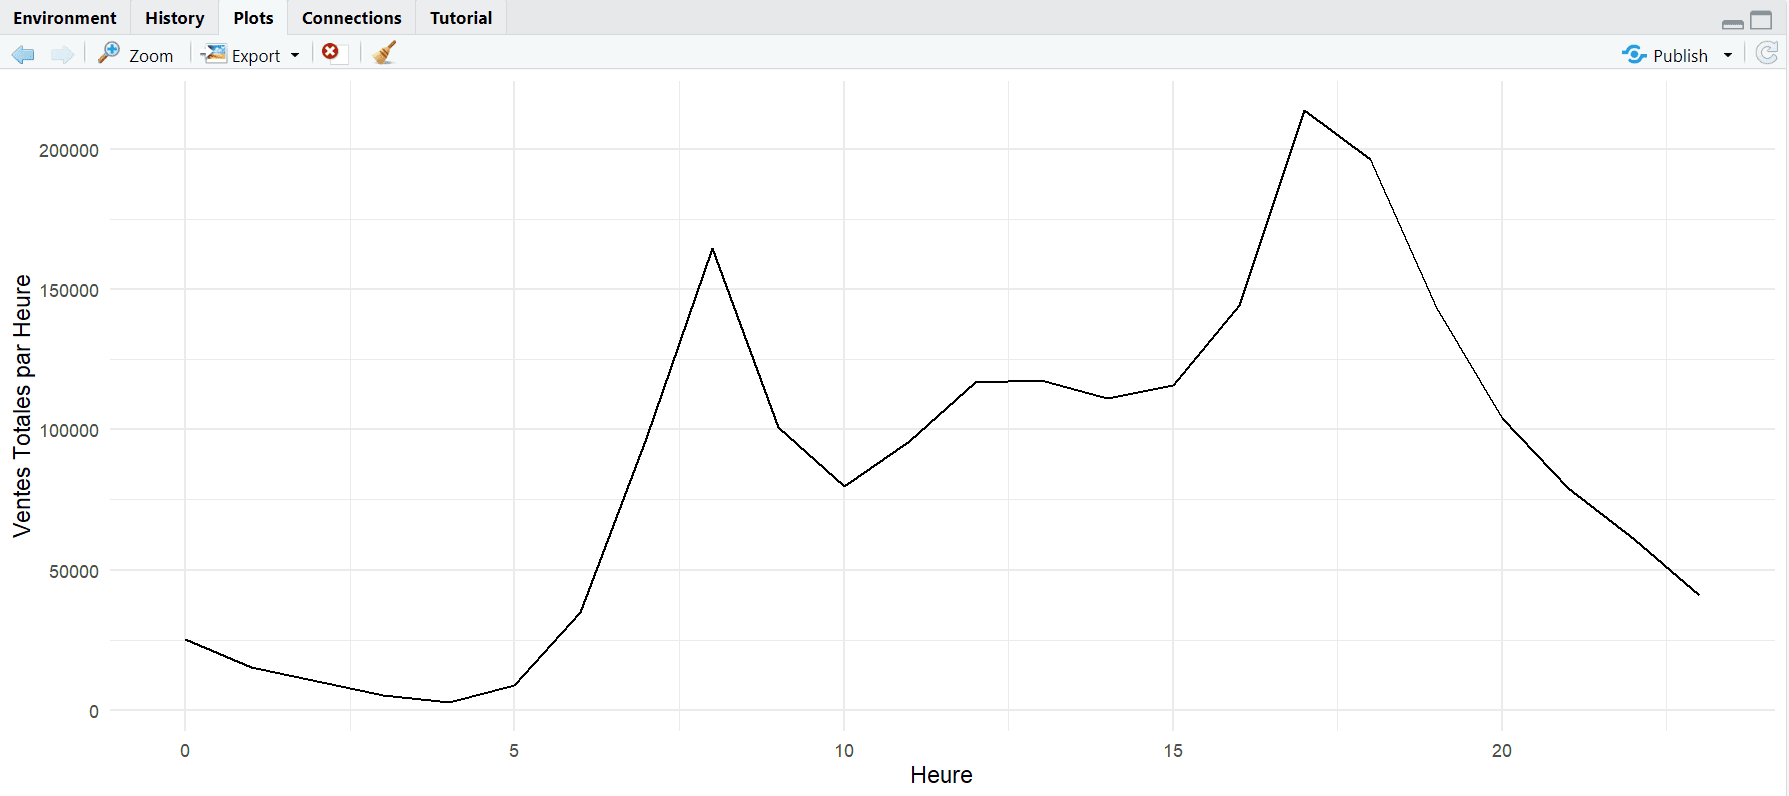 Environment History Plots Connections Tutorial
Zoom Export Publish
Ventes Totales par Heure
200000
150000
100000
50000
0
0 5 10 15 20
Heure